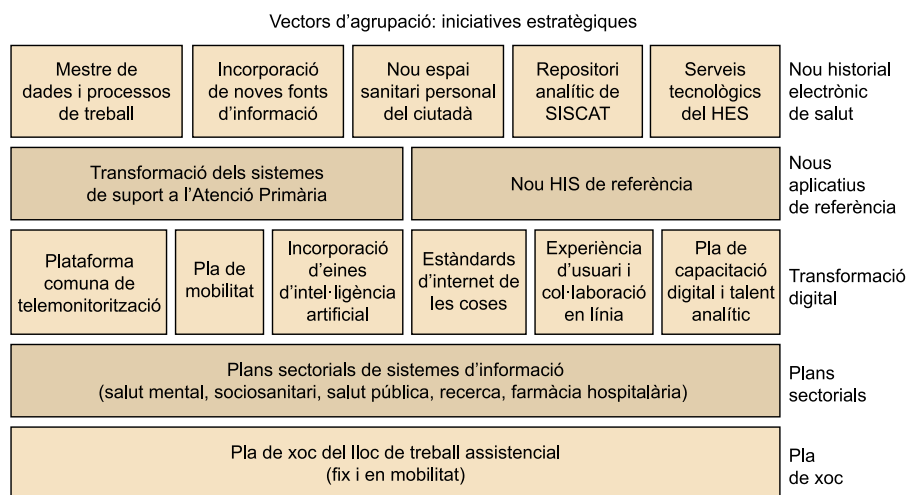 Vectors d’agrupació: iniciatives estratègiques
Mestre de
dades i processos
de treball
Incorporació
de noves fonts
d’informació
Nou espai
sanitari personal
del ciutadà
Repositori
analític de
SISCAT
Serveis
tecnològics
del HES
Nou historial
electrònic
de salut
Transformació dels sistemes
de suport a l’Atenció Primària
Nou HIS de referència
Nous
aplicatius
de referència
Plataforma
comuna de
telemonitorització
Pla de
mobilitat
Incorporació
d’eines
d’intel·ligència
artificial
Estàndards
d’internet de
les coses
Experiència
d’usuari i
col·laboració
en línia
Pla de
capacitació
digital i talent
analític
Transformació
digital
Plans sectorials de sistemes d’informació
(salut mental, sociosanitari, salut pública, recerca, farmàcia hospitalària)
Plans
sectorials
Pla de xoc del lloc de treball assistencial
(fix i en mobilitat)
Pla
de xoc